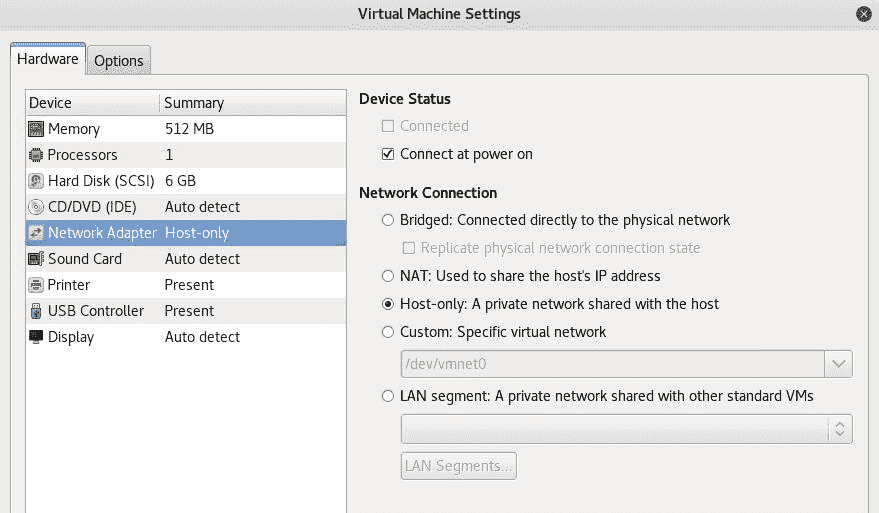 Virtual Machine Settings
Hardware
Options
Device Summary
Memory 512 MB
Processors 1
Hard Disk (SCSI) 6 GB
CD/DVD (IDE) Auto detect
Network Adapter Host-only
Sound Card Auto detect
Printer Present
USB Controller Present
Display Auto detect
Device Status
Connected
Connect at power on
Network Connection
Bridged: Connected directly to the physical network
Replicate physical network connection state
NAT: Used to share the host's IP address
Host-only: A private network shared with the host
Custom: Specific virtual network
/dev/vmnet0
LAN segment: A private network shared with other standard VMs
LAN Segments...